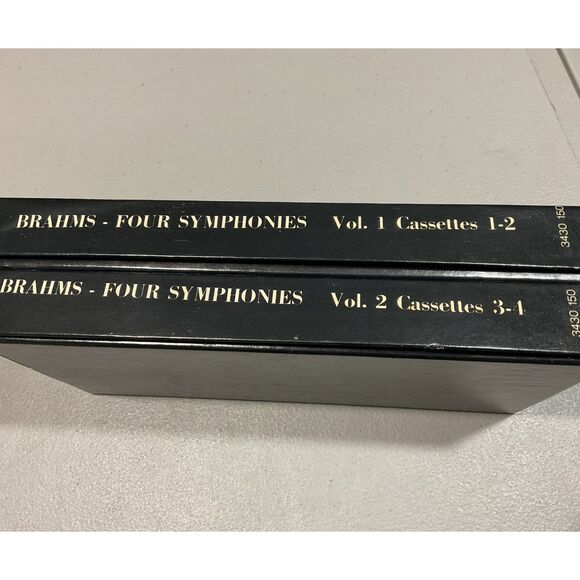 BRAHMS - FOUR SYMPHONIES Vol. 1 Cassettes 1-2 3430 150
BRAHMS - FOUR SYMPHONIES Vol. 2 Cassettes 3-4 3430 150